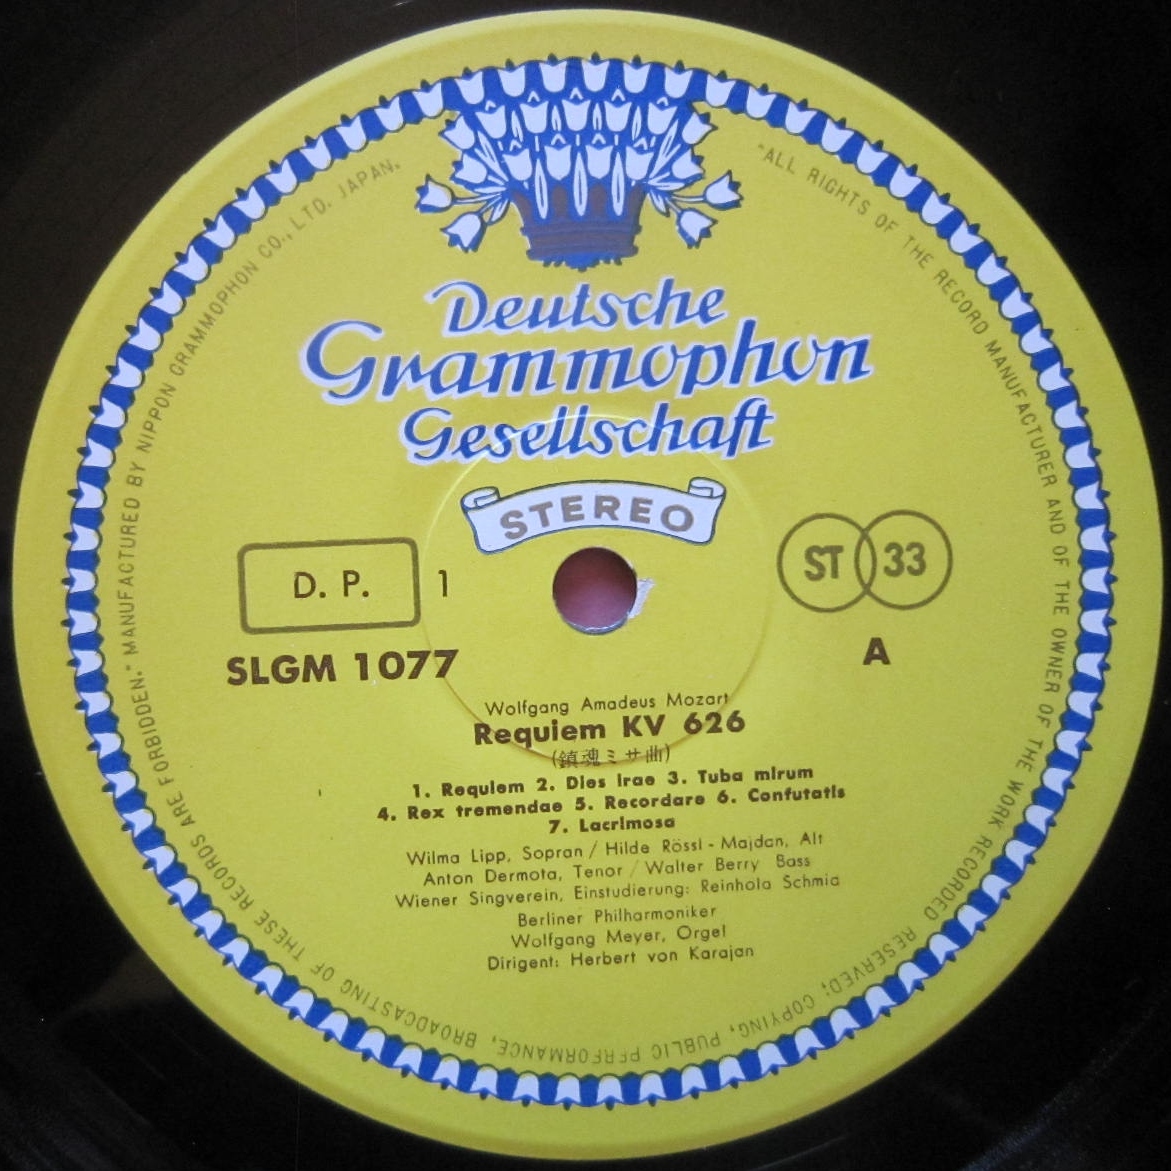 Deutsche
Grammophon
Gesellschaft
STEREO
D. P. 1
ST 33
SLGM 1077
A
Wolfgang Amadeus Mozart
Requiem KV 626
(鎮魂ミサ曲)
1. Requiem 2. Dies irae 3. Tuba mirum
4. Rex tremendae 5. Recordare 6. Confutatis
7. Lacrimosa
Wilma Lipp, Sopran / Hilde Rössl - Majdan, Alt
Anton Dermota, Tenor / Walter Berry Bass
Wiener Singverein, Einstudierung: Reinhold Schmid
Berliner Philharmoniker
Wolfgang Meyer, Orgel
Dirigent: Herbert von Karajan
"ALL RIGHTS OF THE RECORD MANUFACTURER AND OF THE OWNER OF THE WORK RECORDED RESERVED; COPYING, PUBLIC PERFORMANCE, BROADCASTING OF THESE RECORDS ARE FORBIDDEN." MANUFACTURED BY NIPPON GRAMMOPHON CO., LTD. JAPAN.